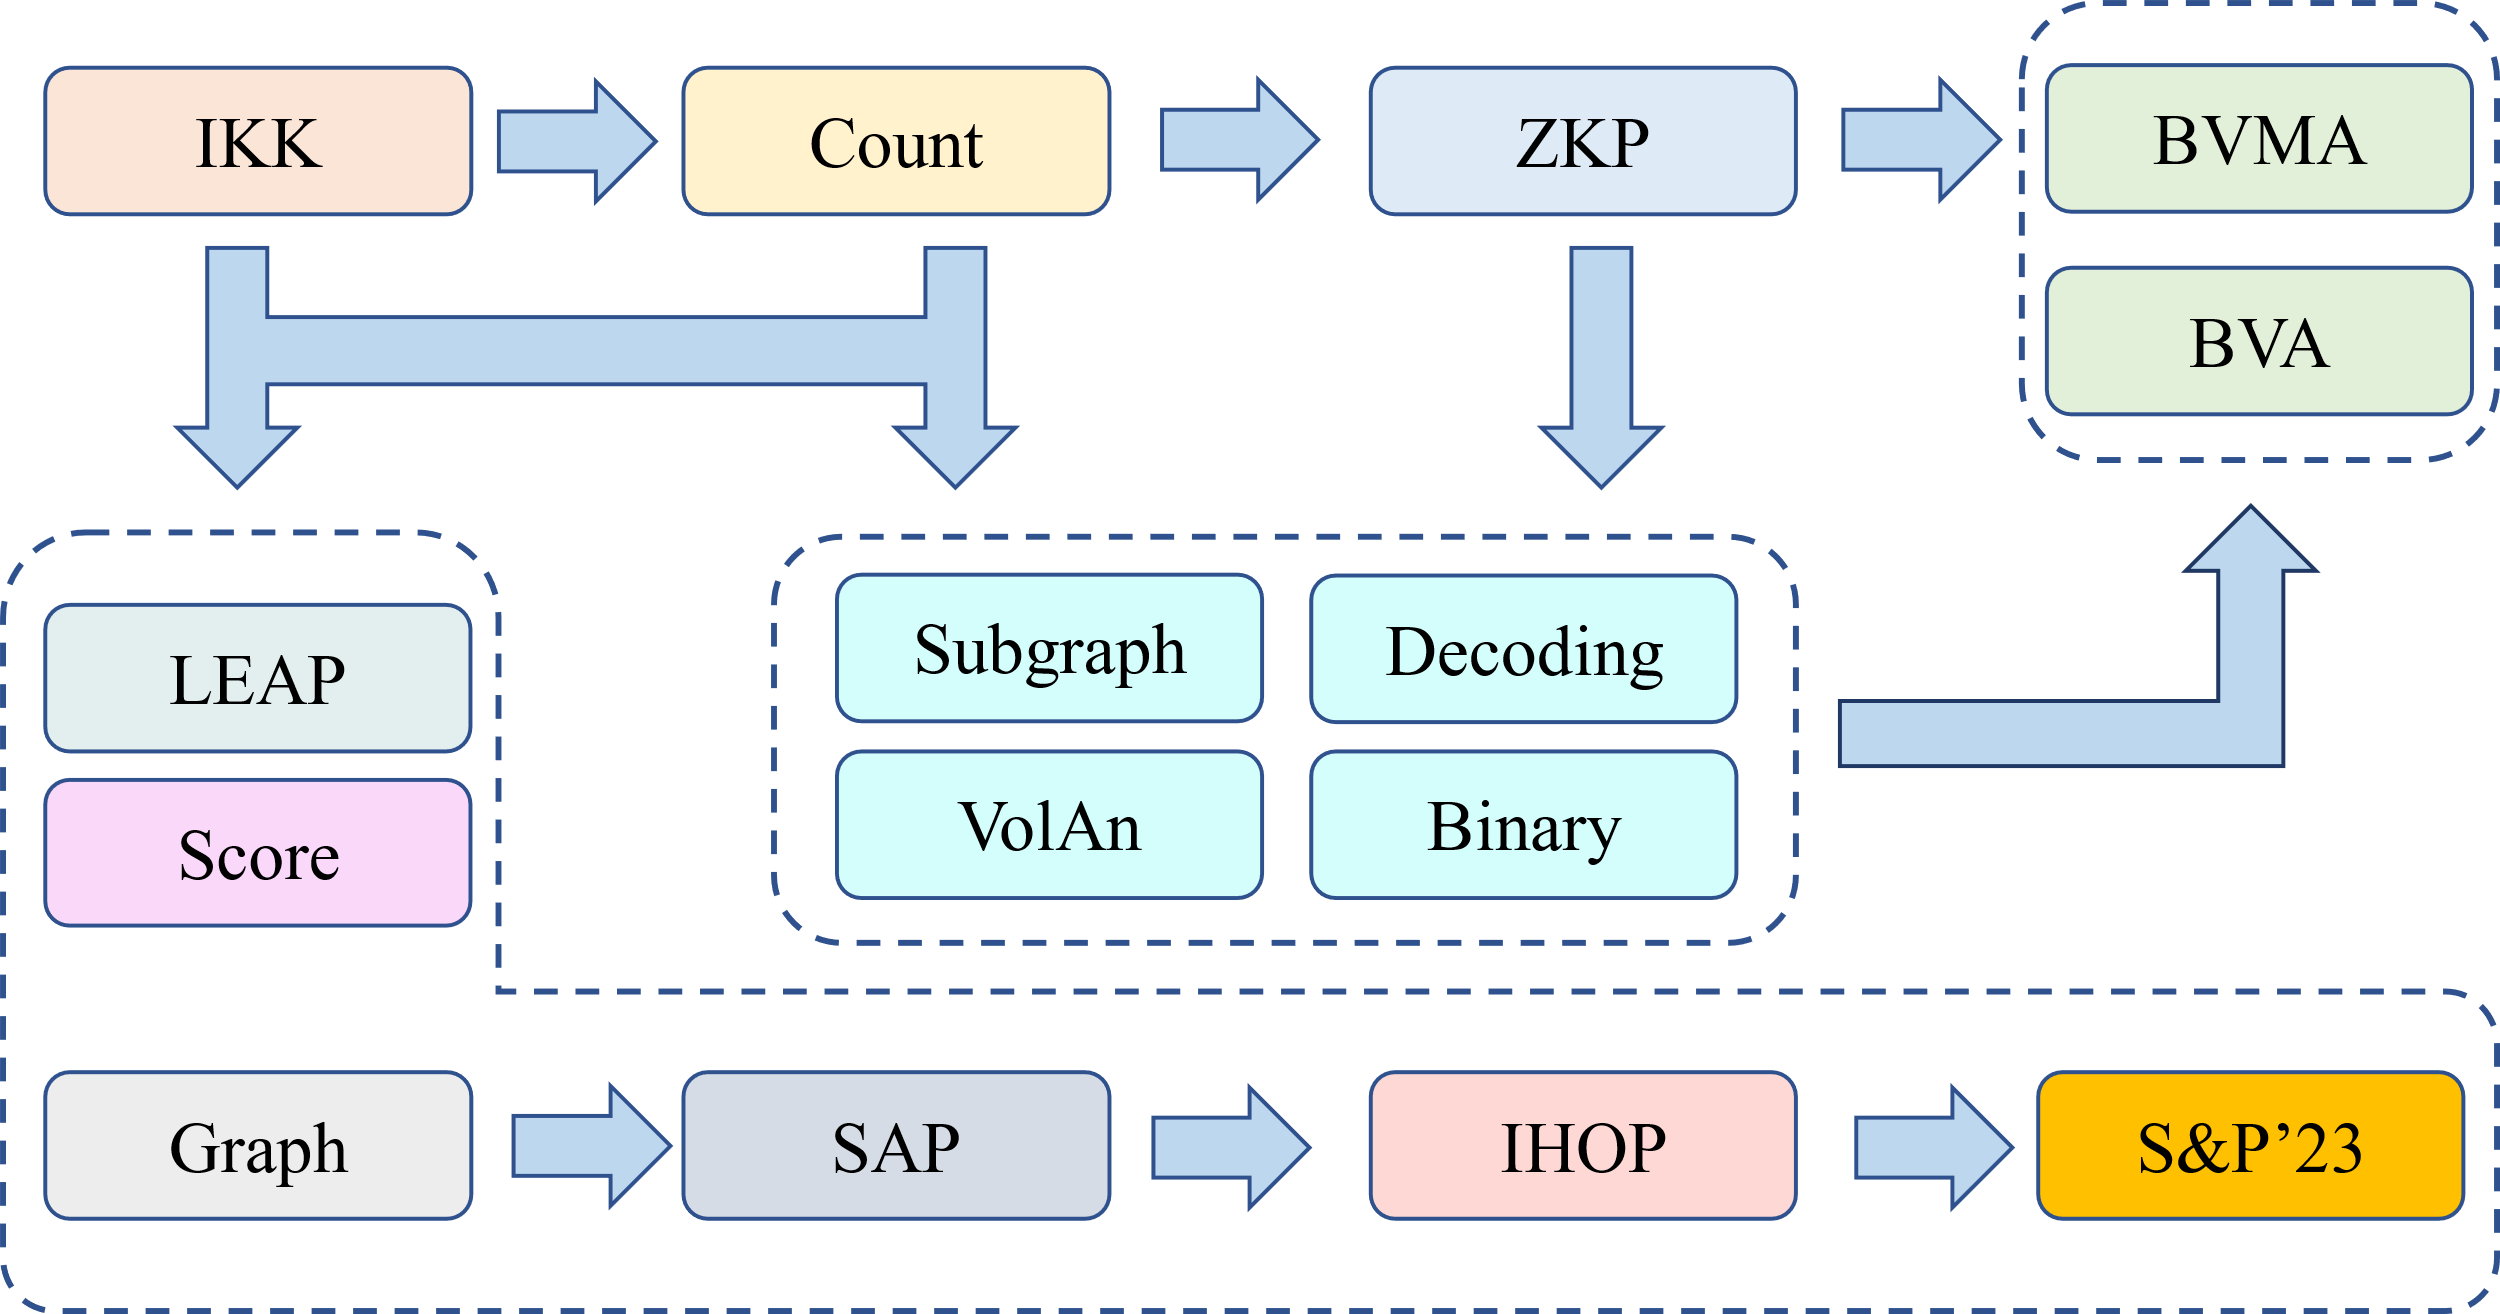 IKK
Count
ZKP
BVMA
BVA
LEAP
Score
Subgraph
Decoding
VolAn
Binary
Graph
SAP
IHOP
S&P’23